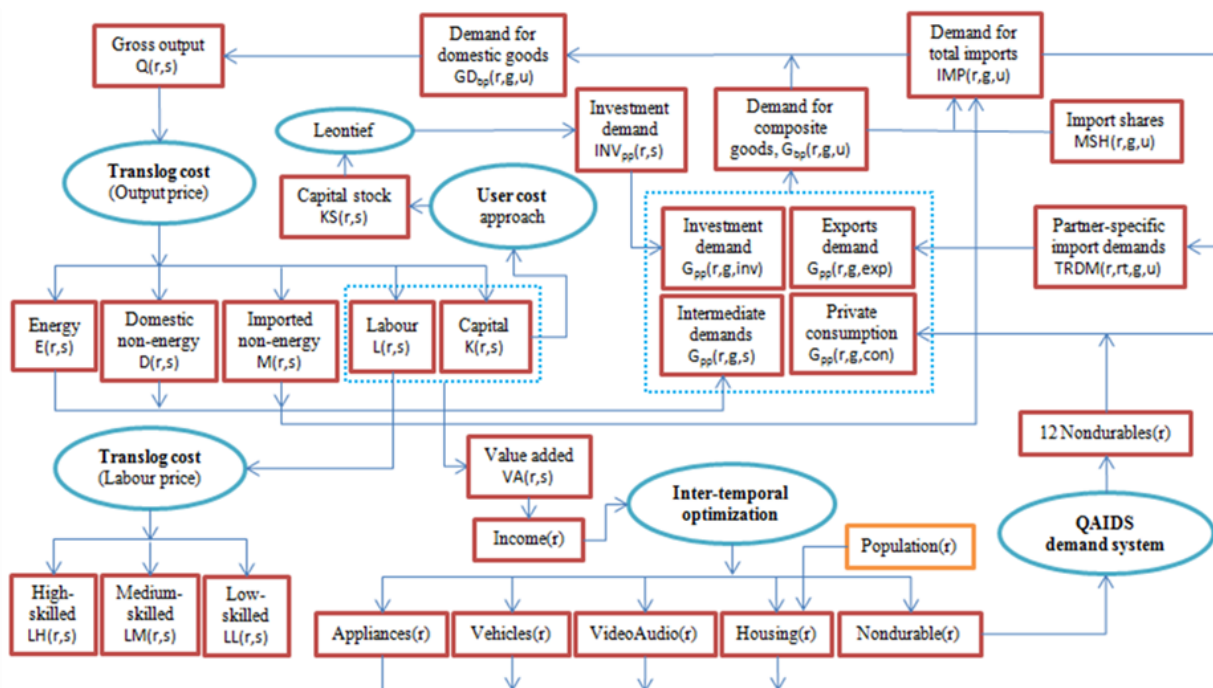 Gross output
Q(r,s)
Demand for
domestic goods
GDbp(r,g,u)
Demand for
total imports
IMP(r,g,u)
Leontief
Investment
demand
INVpp(r,s)
Demand for
composite
goods, Gbp(r,g,u)
Import shares
MSH(r,g,u)
Translog cost
(Output price)
Capital stock
KS(r,s)
User cost
approach
Investment
demand
Gpp(r,g,inv)
Exports
demand
Gpp(r,g,exp)
Partner-specific
import demands
TRDM(r,rt,g,u)
Energy
E(r,s)
Domestic
non-energy
D(r,s)
Imported
non-energy
M(r,s)
Labour
L(r,s)
Capital
K(r,s)
Intermediate
demands
Gpp(r,g,s)
Private
consumption
Gpp(r,g,con)
12 Nondurables(r)
Translog cost
(Labour price)
Value added
VA(r,s)
Income(r)
Inter-temporal
optimization
Population(r)
QAIDS
demand system
High-
skilled
LH(r,s)
Medium-
skilled
LM(r,s)
Low-
skilled
LL(r,s)
Appliances(r)
Vehicles(r)
VideoAudio(r)
Housing(r)
Nondurable(r)